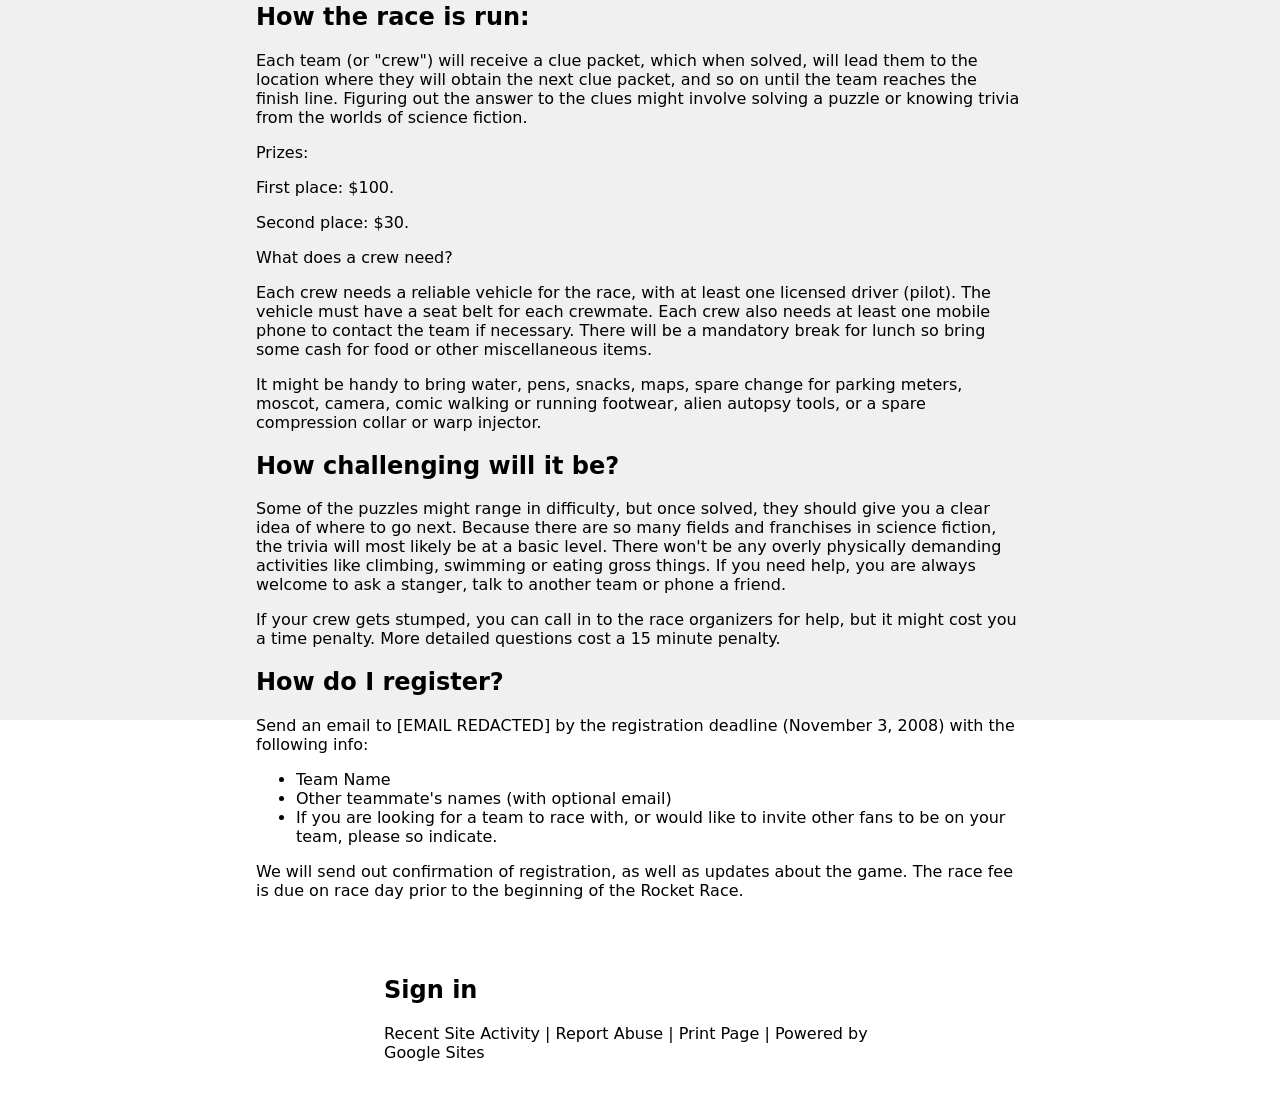 How the race is run:
Each team (or "crew") will receive a clue packet, which when solved, will lead them to the
location where they will obtain the next clue packet, and so on until the team reaches the
finish line. Figuring out the answer to the clues might involve solving a puzzle or knowing trivia
from the worlds of science fiction.
Prizes:
First place: $100.
Second place: $30.
What does a crew need?
Each crew needs a reliable vehicle for the race, with at least one licensed driver (pilot). The
vehicle must have a seat belt for each crewmate. Each crew also needs at least one mobile
phone to contact the team if necessary. There will be a mandatory break for lunch so bring
some cash for food or other miscellaneous items.
It might be handy to bring water, pens, snacks, maps, spare change for parking meters,
moscot, camera, comic walking or running footwear, alien autopsy tools, or a spare
compression collar or warp injector.
How challenging will it be?
Some of the puzzles might range in difficulty, but once solved, they should give you a clear
idea of where to go next. Because there are so many fields and franchises in science fiction,
the trivia will most likely be at a basic level. There won't be any overly physically demanding
activities like climbing, swimming or eating gross things. If you need help, you are always
welcome to ask a stanger, talk to another team or phone a friend.
If your crew gets stumped, you can call in to the race organizers for help, but it might cost you
a time penalty. More detailed questions cost a 15 minute penalty.
How do I register?
Send an email to [EMAIL REDACTED] by the registration deadline (November 3, 2008) with the
following info:
• Team Name
• Other teammate's names (with optional email)
• If you are looking for a team to race with, or would like to invite other fans to be on your
team, please so indicate.
We will send out confirmation of registration, as well as updates about the game. The race fee
is due on race day prior to the beginning of the Rocket Race.
Sign in
Recent Site Activity | Report Abuse | Print Page | Powered by
Google Sites